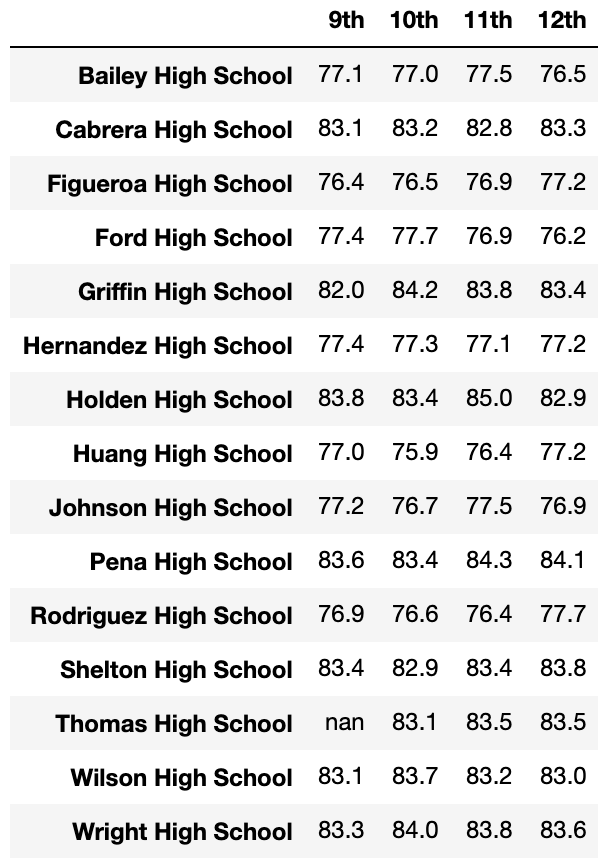 9th 10th 11th 12th
Bailey High School 77.1 77.0 77.5 76.5
Cabrera High School 83.1 83.2 82.8 83.3
Figueroa High School 76.4 76.5 76.9 77.2
Ford High School 77.4 77.7 76.9 76.2
Griffin High School 82.0 84.2 83.8 83.4
Hernandez High School 77.4 77.3 77.1 77.2
Holden High School 83.8 83.4 85.0 82.9
Huang High School 77.0 75.9 76.4 77.2
Johnson High School 77.2 76.7 77.5 76.9
Pena High School 83.6 83.4 84.3 84.1
Rodriguez High School 76.9 76.6 76.4 77.7
Shelton High School 83.4 82.9 83.4 83.8
Thomas High School nan 83.1 83.5 83.5
Wilson High School 83.1 83.7 83.2 83.0
Wright High School 83.3 84.0 83.8 83.6